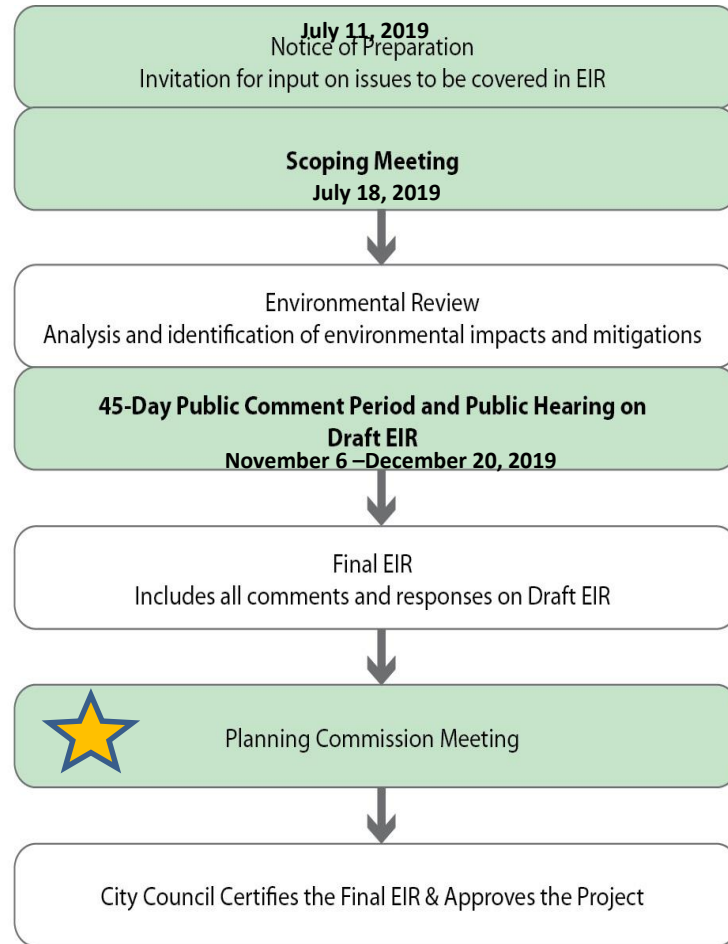 July 11, 2019
Notice of Preparation
Invitation for input on issues to be covered in EIR
Scoping Meeting
July 18, 2019
Environmental Review
Analysis and identification of environmental impacts and mitigations
45-Day Public Comment Period and Public Hearing on
Draft EIR
November 6 –December 20, 2019
Final EIR
Includes all comments and responses on Draft EIR
Planning Commission Meeting
City Council Certifies the Final EIR & Approves the Project